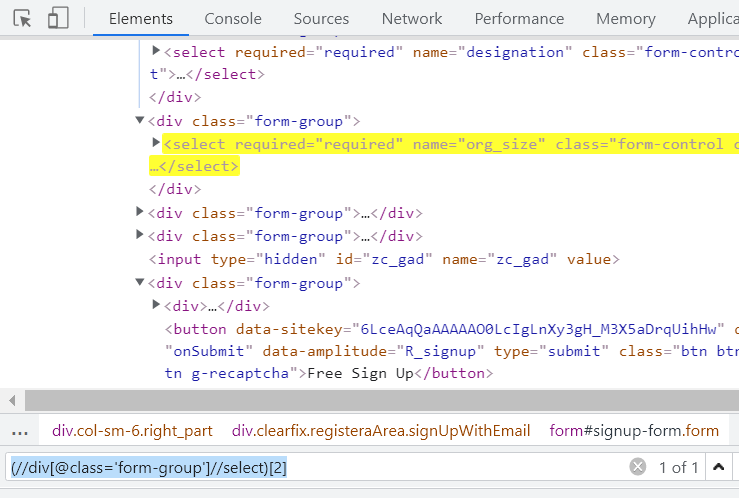 Elements Console Sources Network Performance Memory Applica
<select required="required" name="designation" class="form-contro
t">…</select>
</div>
<div class="form-group">
<select required="required" name="org_size" class="form-control c
…</select>
</div>
<div class="form-group">…</div>
<div class="form-group">…</div>
<input type="hidden" id="zc_gad" name="zc_gad" value>
<div class="form-group">
<div>…</div>
<button data-sitekey="6LceAqQaAAAAAO0LcIgLnXy3gH_M3X5aDrqUihHw" d
"onSubmit" data-amplitude="R_signup" type="submit" class="btn btn
tn g-recaptcha">Free Sign Up</button>
… div.col-sm-6.right_part div.clearfix.registeraArea.signUpWithEmail form#signup-form.form
(//div[@class='form-group']//select)[2] 1 of 1